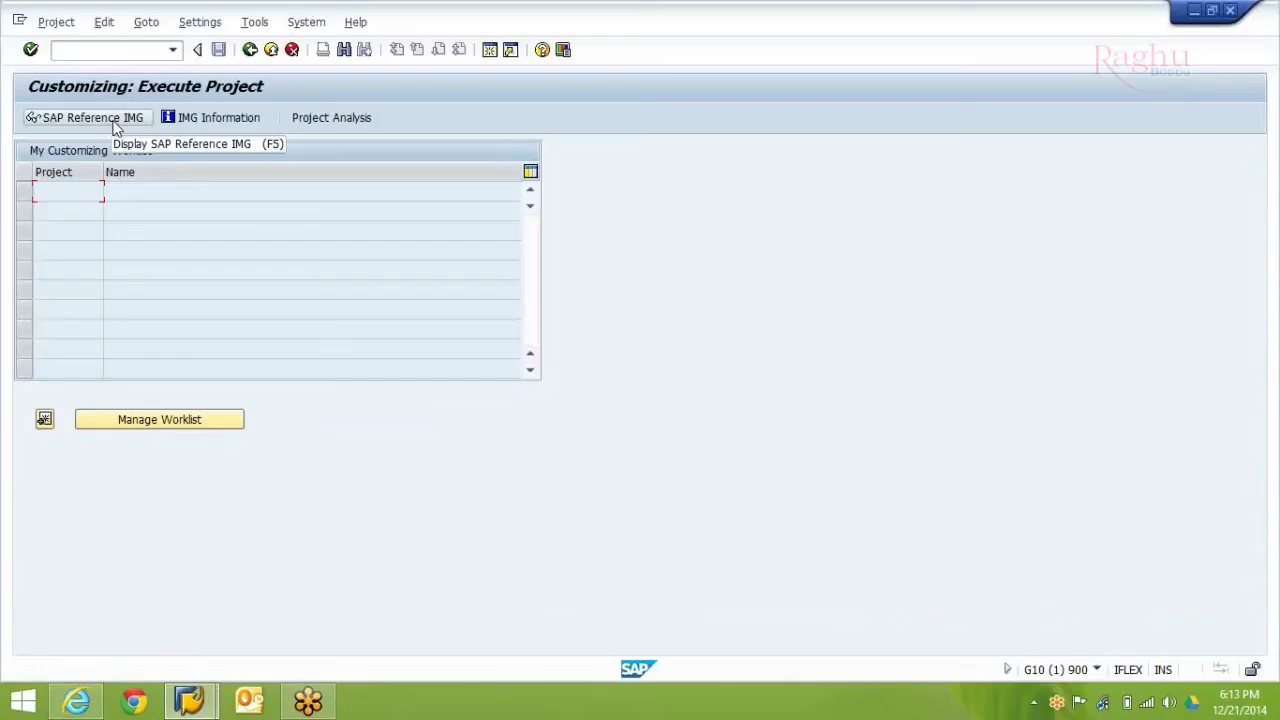 Project Edit Goto Settings Tools System Help
Raghu
Boddu
Customizing: Execute Project
SAP Reference IMG IMG Information Project Analysis
Display SAP Reference IMG (F5)
My Customizing
Project Name
Manage Worklist
SAP G10 (1) 900 IFLEX INS
6:13 PM
12/21/2014